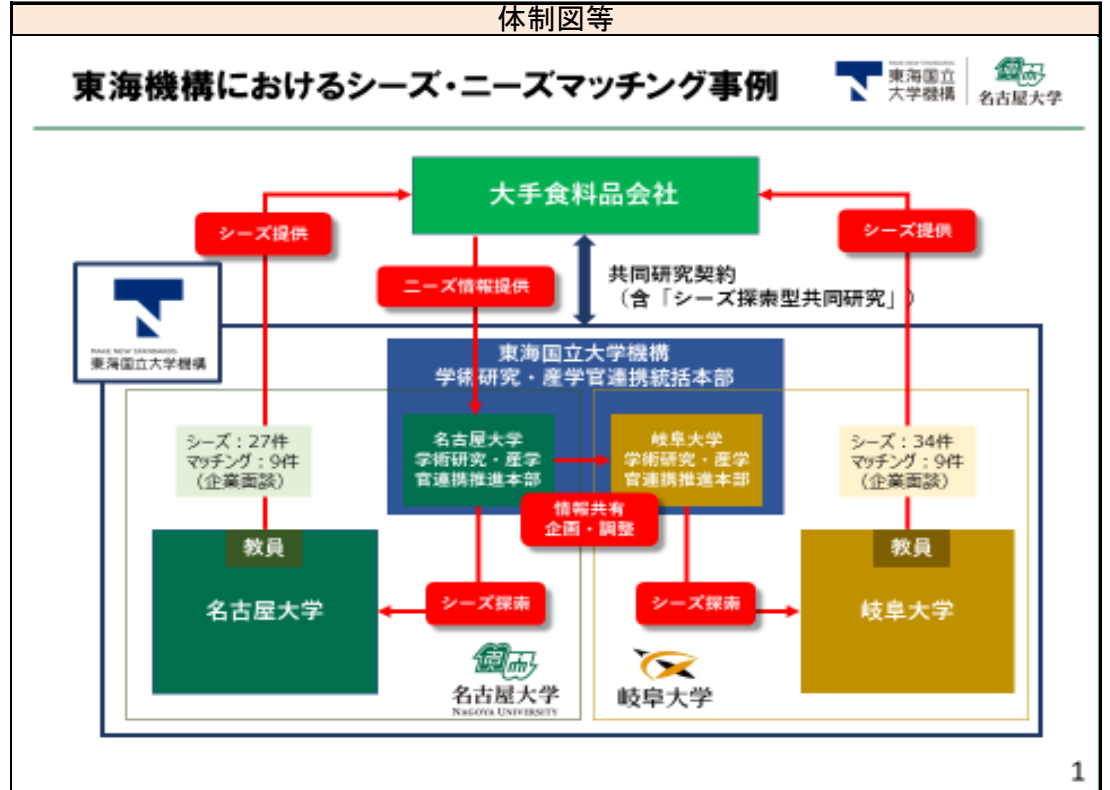 体制図等
東海機構におけるシーズ・ニーズマッチング事例
MAKE NEW STANDARDS.
東海国立
大学機構
名古屋大学
大手食料品会社
シーズ提供
シーズ提供
ニーズ情報提供
共同研究契約
（含「シーズ探索型共同研究」）
MAKE NEW STANDARDS.
東海国立大学機構
東海国立大学機構
学術研究・産学官連携統括本部
シーズ：27件
マッチング：9件
（企業面談）
名古屋大学
学術研究・産学
官連携推進本部
岐阜大学
学術研究・産学
官連携推進本部
シーズ：34件
マッチング：9件
（企業面談）
情報共有
企画・調整
教員
名古屋大学
シーズ探索
シーズ探索
教員
岐阜大学
名古屋大学
NAGOYA UNIVERSITY
岐阜大学
1